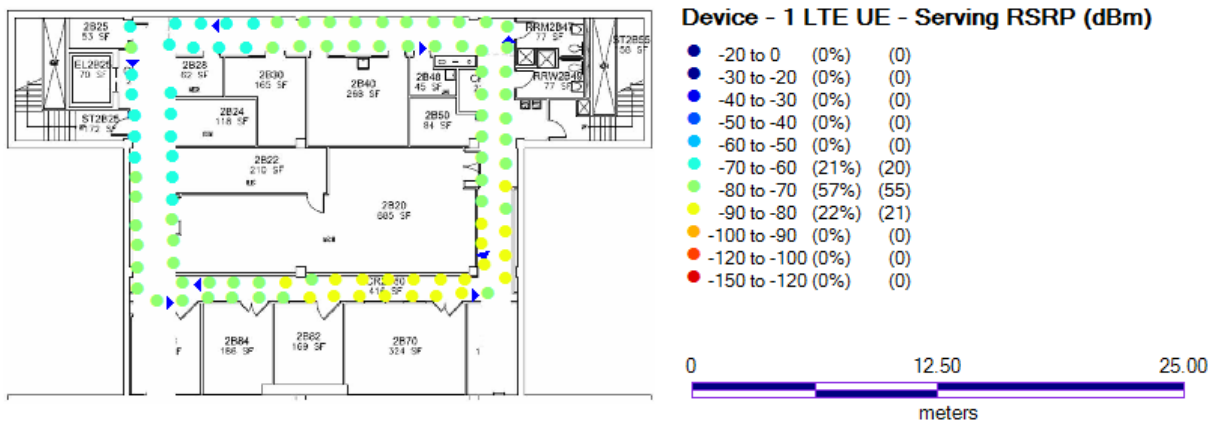 Device - 1 LTE UE - Serving RSRP (dBm)
-20 to 0 (0%) (0)
-30 to -20 (0%) (0)
-40 to -30 (0%) (0)
-50 to -40 (0%) (0)
-60 to -50 (0%) (0)
-70 to -60 (21%) (20)
-80 to -70 (57%) (55)
-90 to -80 (22%) (21)
-100 to -90 (0%) (0)
-120 to -100 (0%) (0)
-150 to -120 (0%) (0)
0 12.50 25.00
meters
2B25
53 SF
RRM2B47
77 SF
ST2B55
58 SF
EL2B25
70 SF
2B28
62 SF
2B30
165 SF
2B40
268 SF
2B48
45 SF
RRW2B49
77 SF
ST2B25
172 SF
2B24
118 SF
2B50
84 SF
2B22
210 SF
2B20
685 SF
416 SF
2B84
166 SF
2B82
169 SF
2B70
324 SF